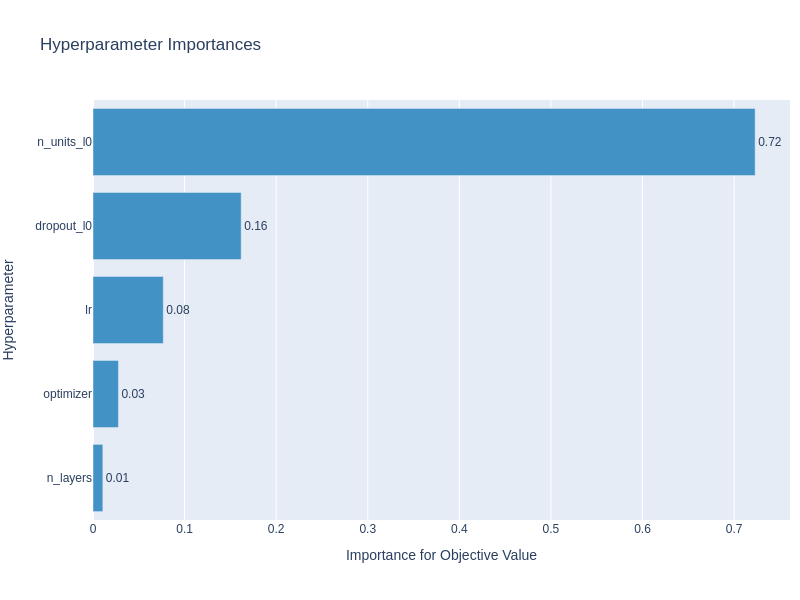 Hyperparameter Importances
n_units_l0
0.72
dropout_l0
0.16
lr
0.08
optimizer
0.03
n_layers
0.01
0 0.1 0.2 0.3 0.4 0.5 0.6 0.7
Importance for Objective Value
Hyperparameter